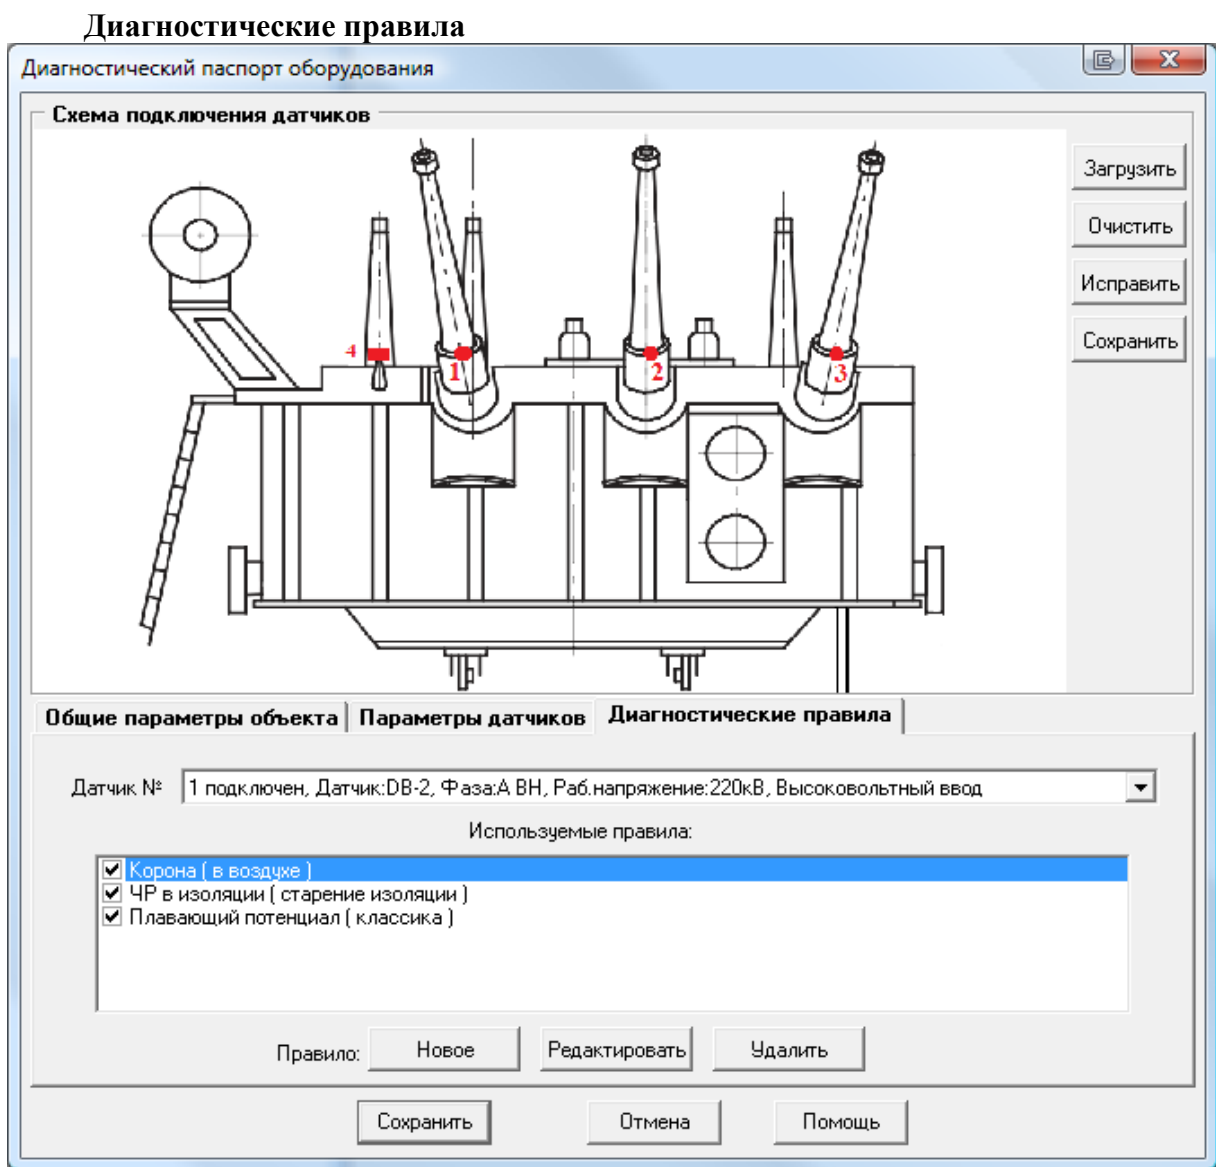 Диагностические правила
Диагностический паспорт оборудования
Схема подключения датчиков
Загрузить
Очистить
Исправить
Сохранить
4
1
2
3
Общие параметры объекта
Параметры датчиков
Диагностические правила
Датчик №
1 подключен, Датчик:DB-2, Фаза:А ВН, Раб.напряжение:220кВ, Высоковольтный ввод
Используемые правила:
Корона ( в воздухе )
ЧР в изоляции ( старение изоляции )
Плавающий потенциал ( классика )
Правило:
Новое
Редактировать
Удалить
Сохранить
Отмена
Помощь